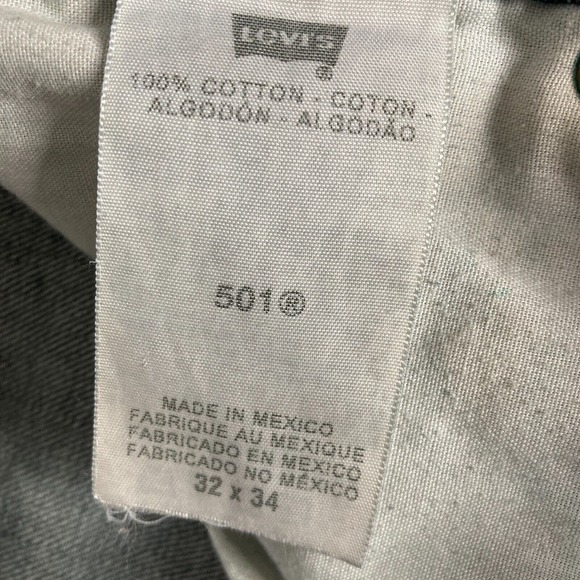 Levi's
®
100% COTTON - COTON -
ALGODÓN - ALGODÃO
501®
MADE IN MEXICO
FABRIQUE AU MEXIQUE
FABRICADO EN MEXICO
FABRICADO NO MÉXICO
32 x 34